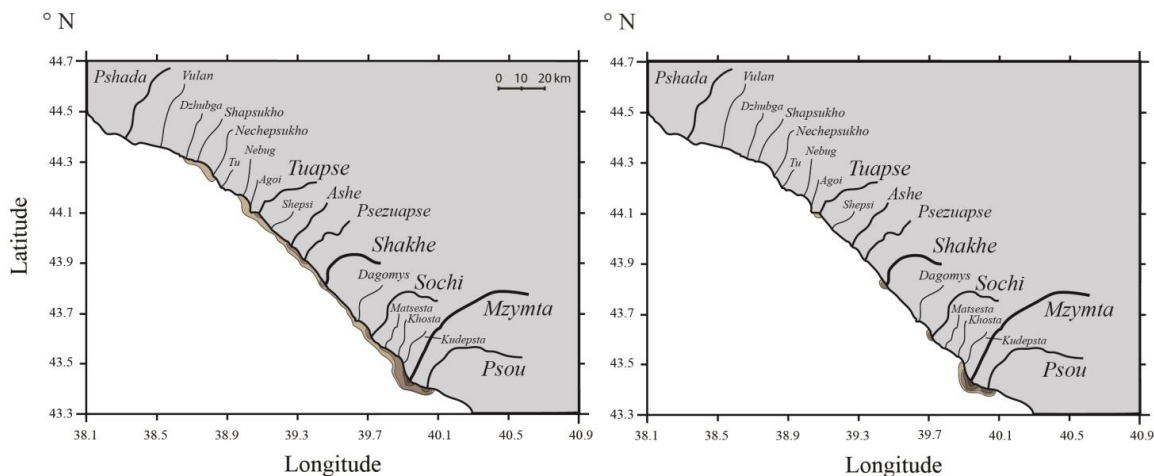 ° N
44.7
44.5
44.3
44.1
43.9
43.7
43.5
43.3
38.1
38.5
38.9
39.3
39.7
40.1
40.5
40.9
Latitude
Longitude
0 10 20 km
Pshada
Vulan
Dzhubga
Shapsukho
Nechepsukho
Tu
Nebug
Agoi
Tuapse
Shepsi
Ashe
Psezuapse
Shakhe
Dagomys
Sochi
Matsesta
Khosta
Kudepsta
Mzymta
Psou
° N
44.7
44.5
44.3
44.1
43.9
43.7
43.5
43.3
38.1
38.5
38.9
39.3
39.7
40.1
40.5
40.9
Longitude
Pshada
Vulan
Dzhubga
Shapsukho
Nechepsukho
Tu
Nebug
Agoi
Tuapse
Shepsi
Ashe
Psezuapse
Shakhe
Dagomys
Sochi
Matsesta
Khosta
Kudepsta
Mzymta
Psou